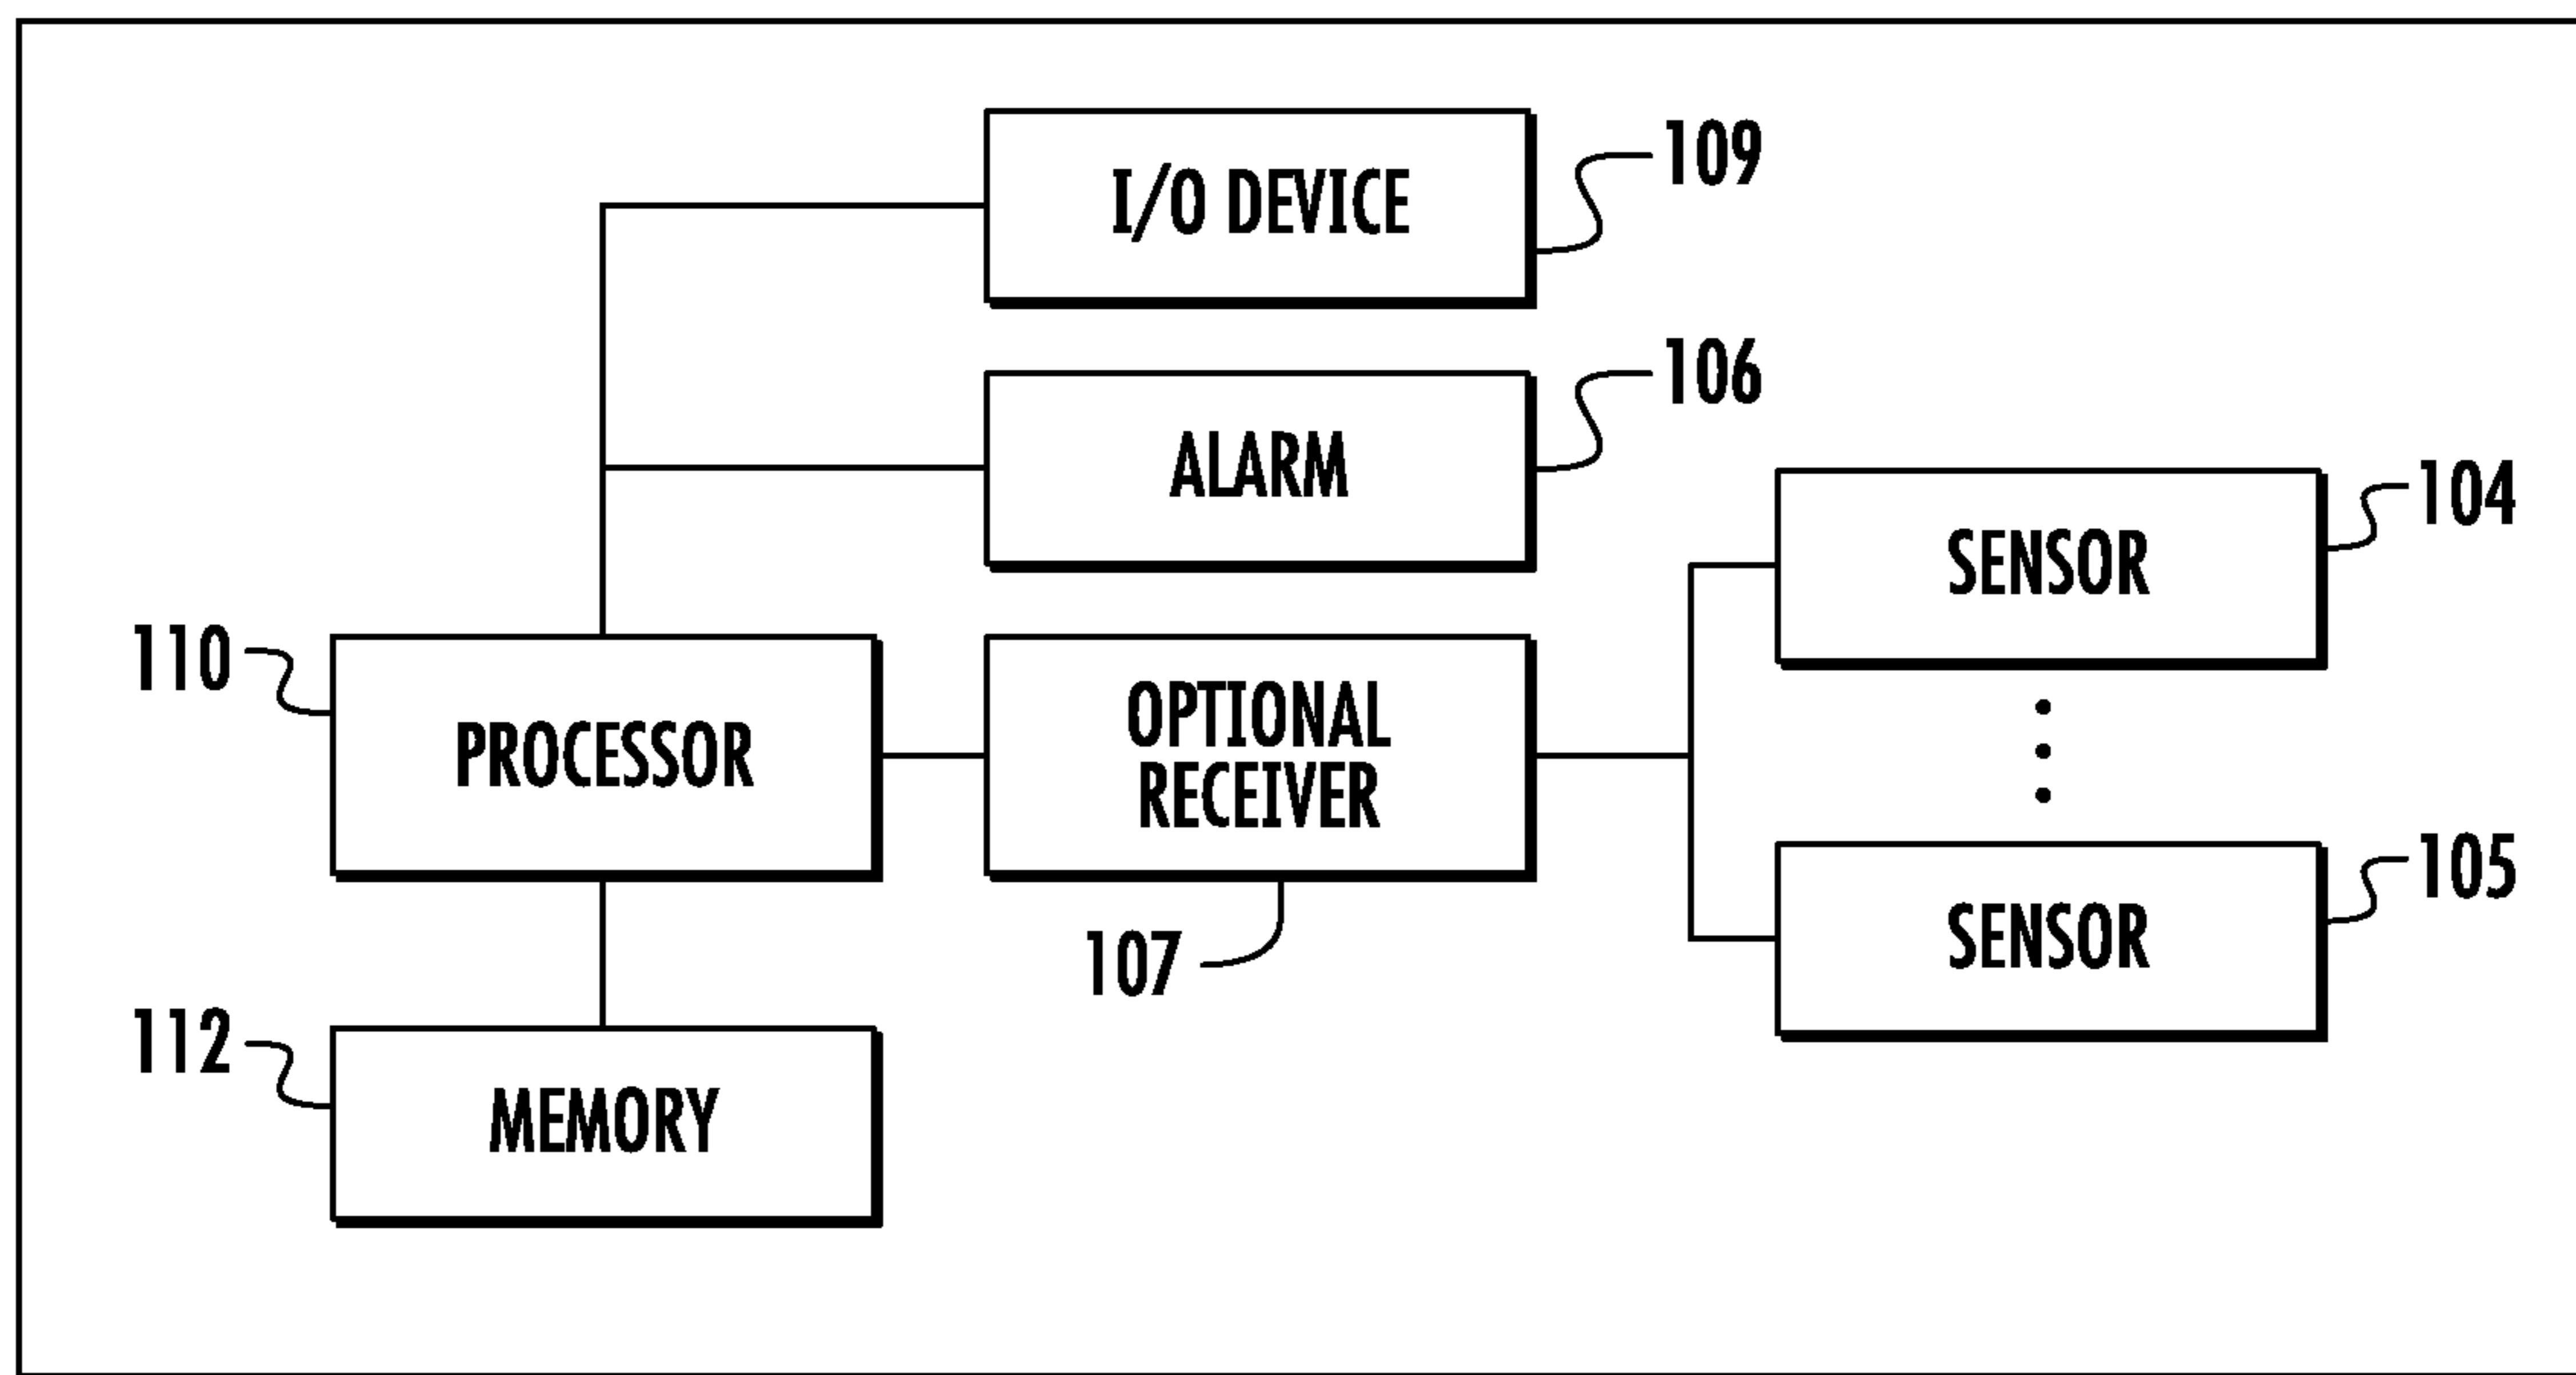 I/O DEVICE
109
ALARM
106
SENSOR
104
110
PROCESSOR
OPTIONAL
RECEIVER
107
SENSOR
105
112
MEMORY